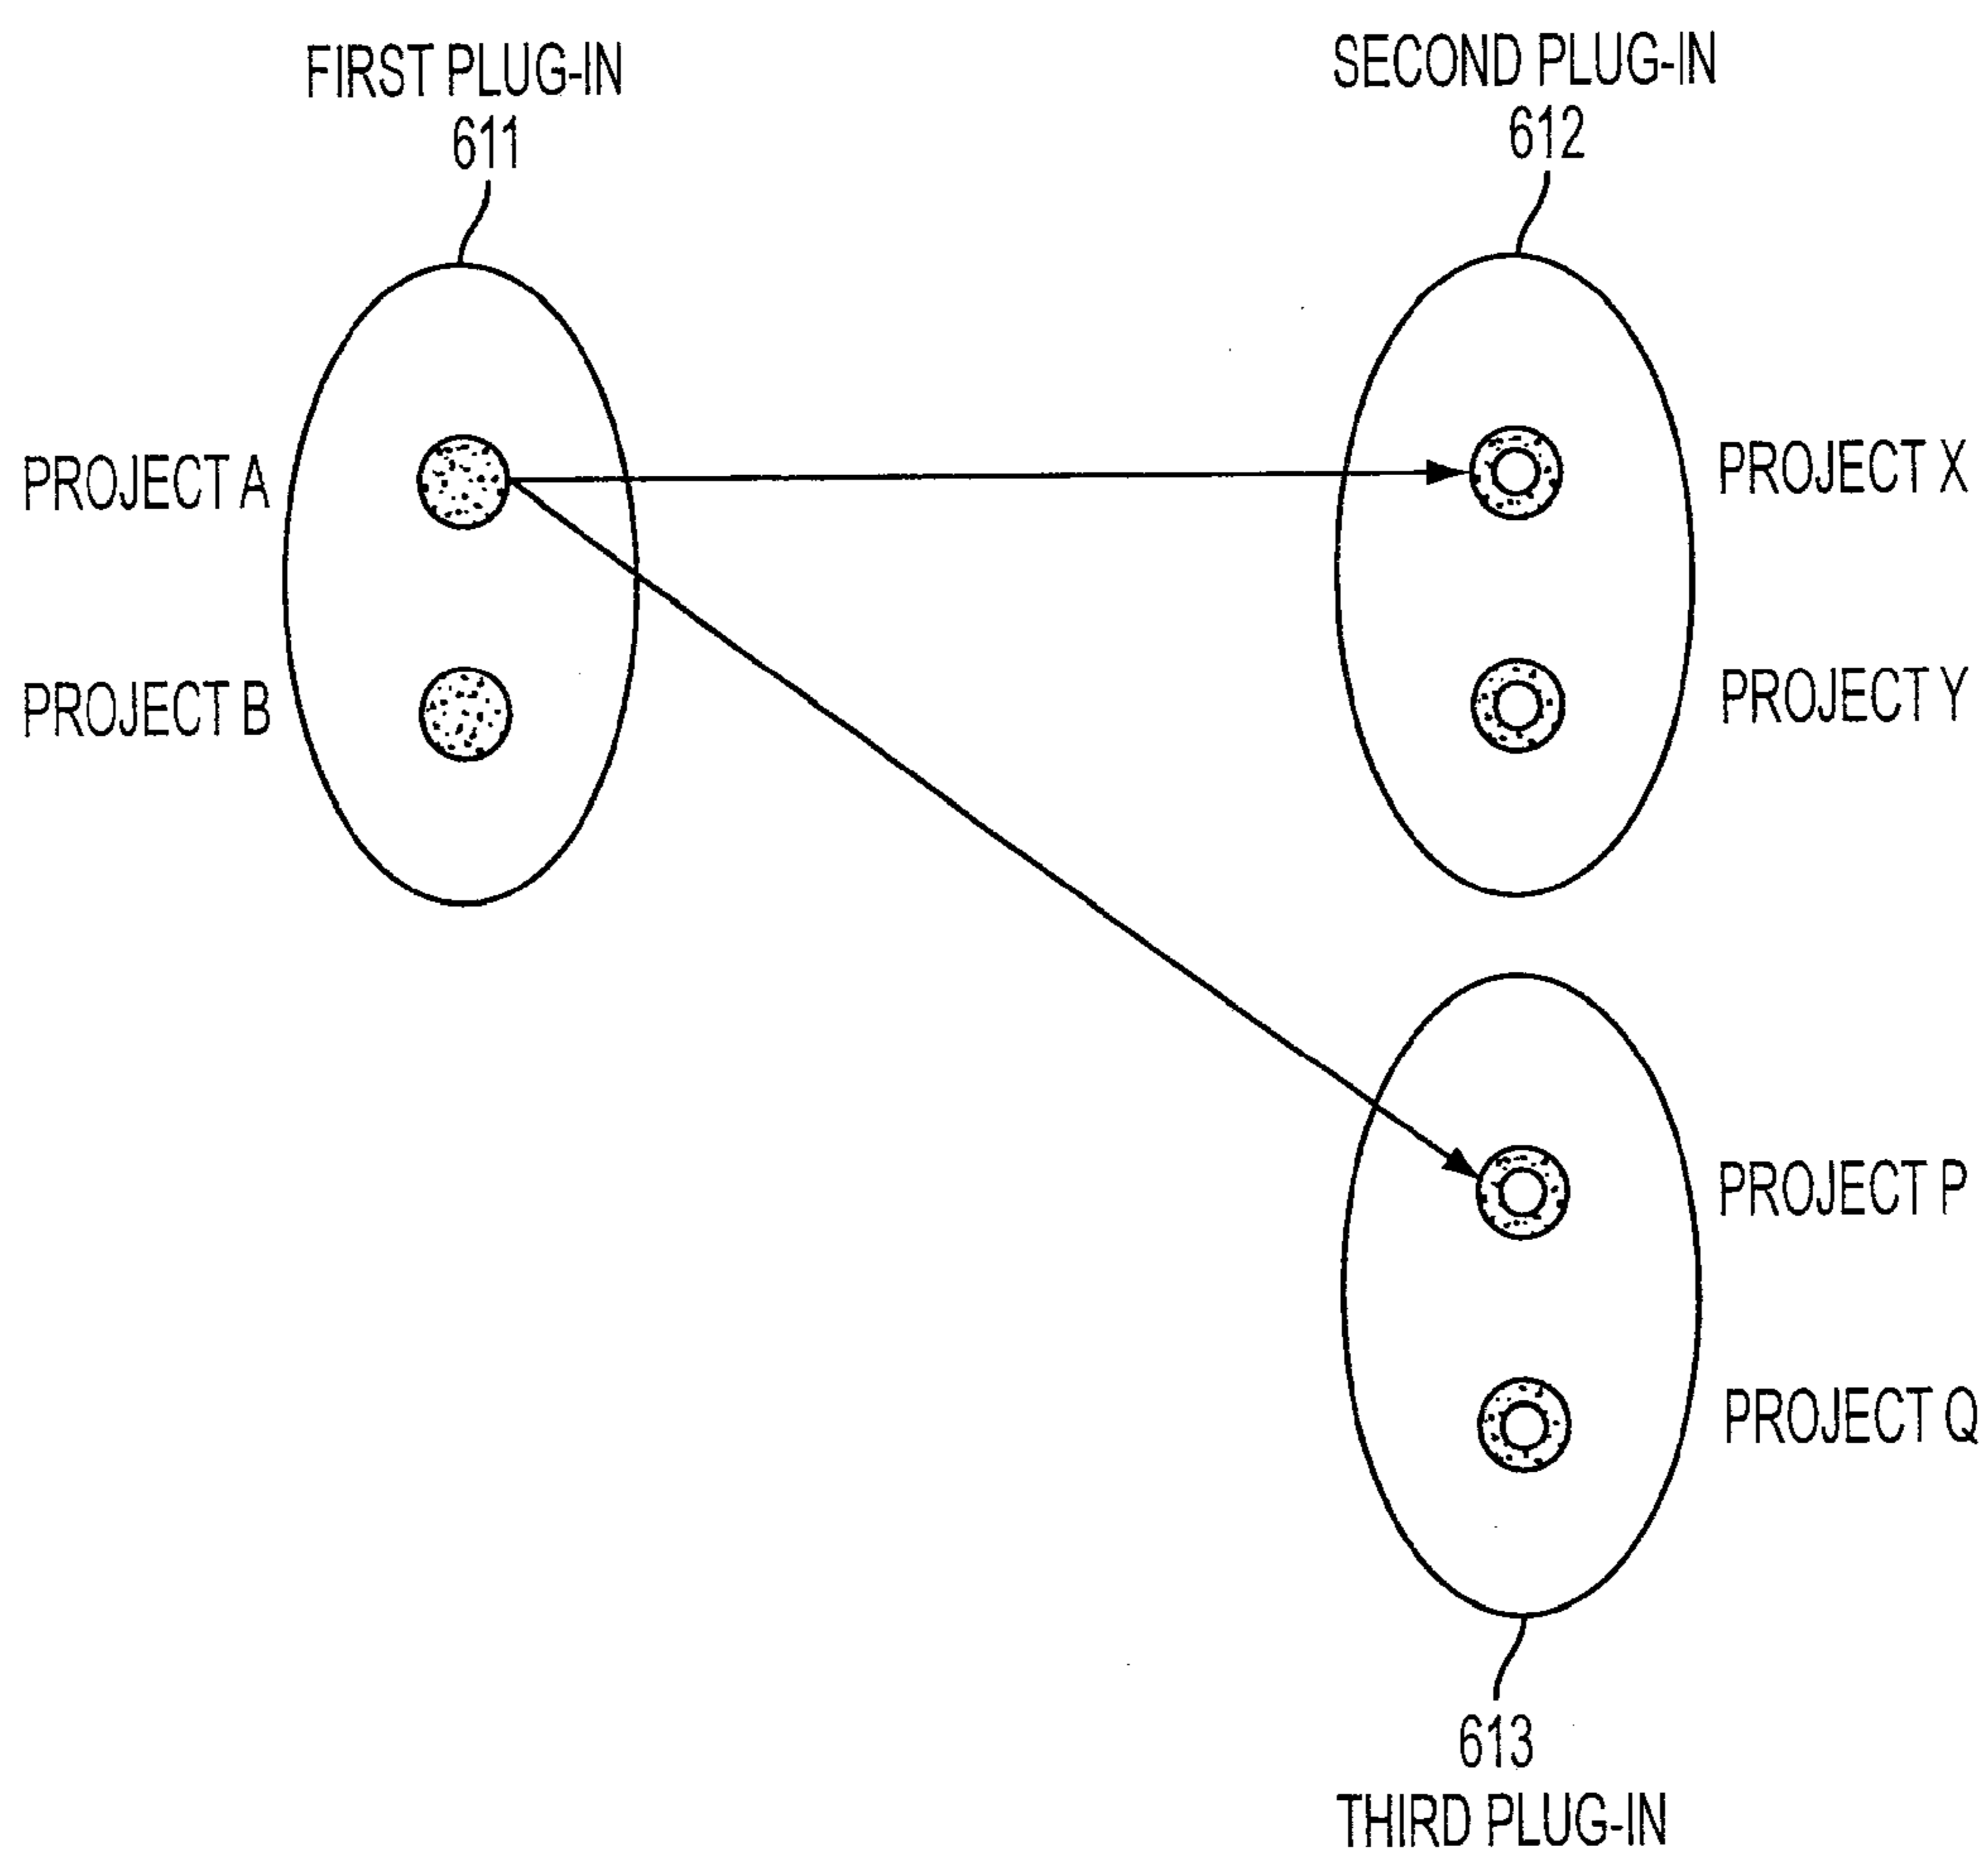 FIRST PLUG-IN
611
SECOND PLUG-IN
612
PROJECT A
PROJECT X
PROJECT B
PROJECT Y
PROJECT P
PROJECT Q
613
THIRD PLUG-IN